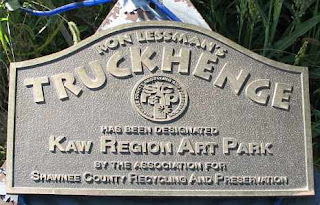 RON LESSMAN'S
TRUCKHENGE
HAS BEEN DESIGNATED
KAW REGION ART PARK
BY THE ASSOCIATION FOR
SHAWNEE COUNTY RECYCLING AND PRESERVATION